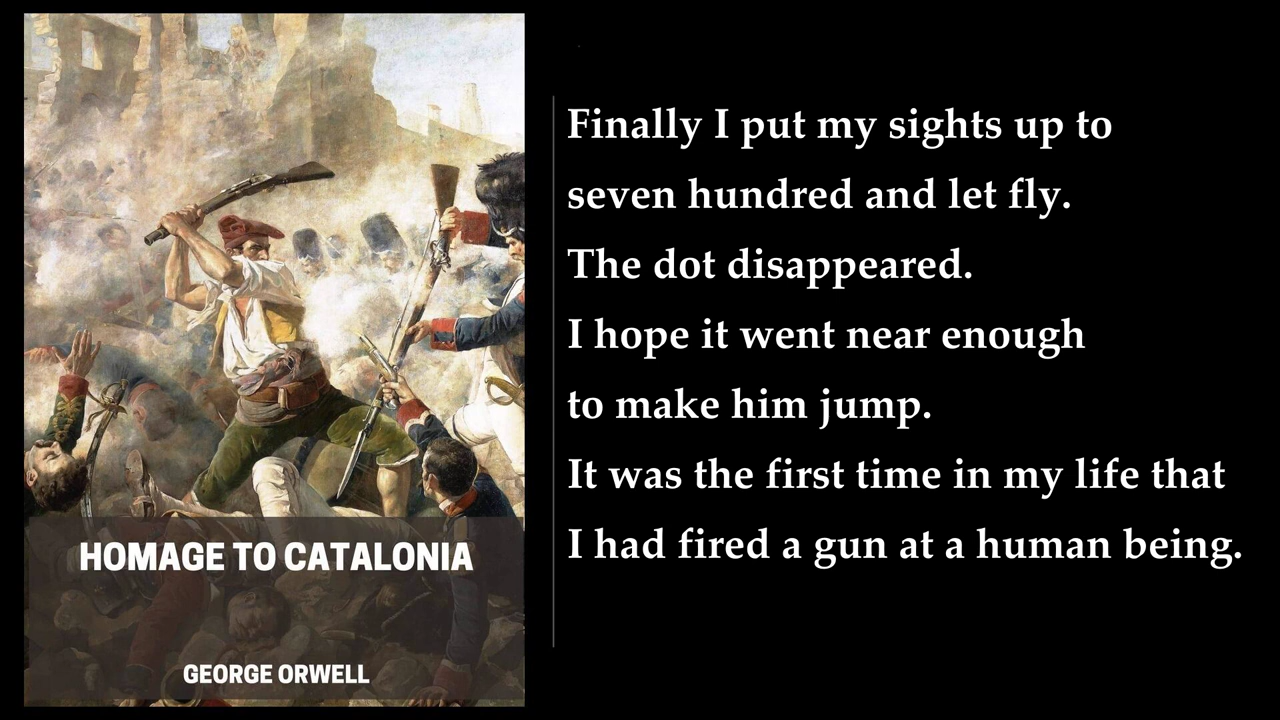 HOMAGE TO CATALONIA
GEORGE ORWELL
Finally I put my sights up to
seven hundred and let fly.
The dot disappeared.
I hope it went near enough
to make him jump.
It was the first time in my life that
I had fired a gun at a human being.